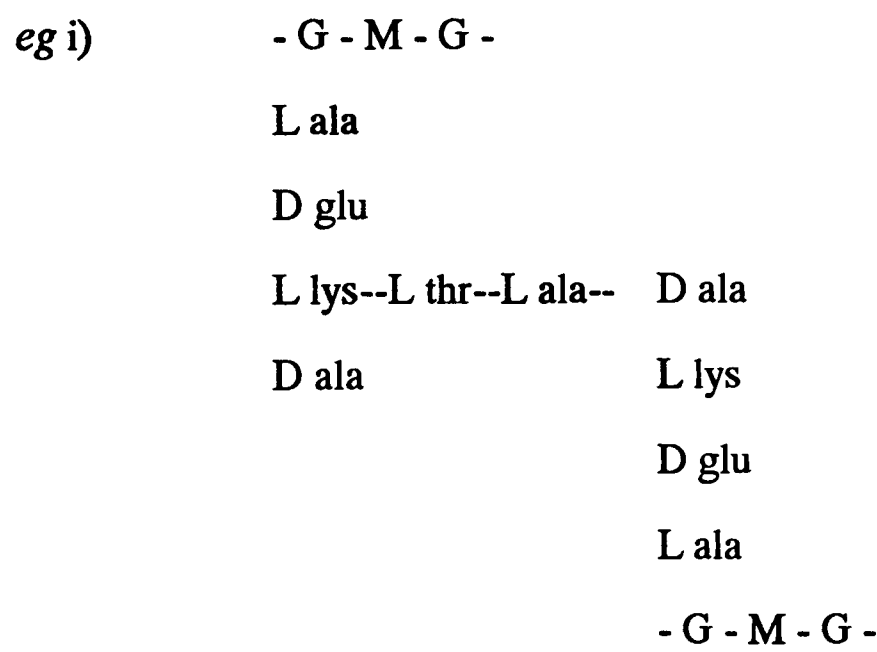 eg i) - G - M - G -
L ala
D glu
L lys--L thr--L ala-- D ala
D ala L lys
D glu
L ala
- G - M - G -